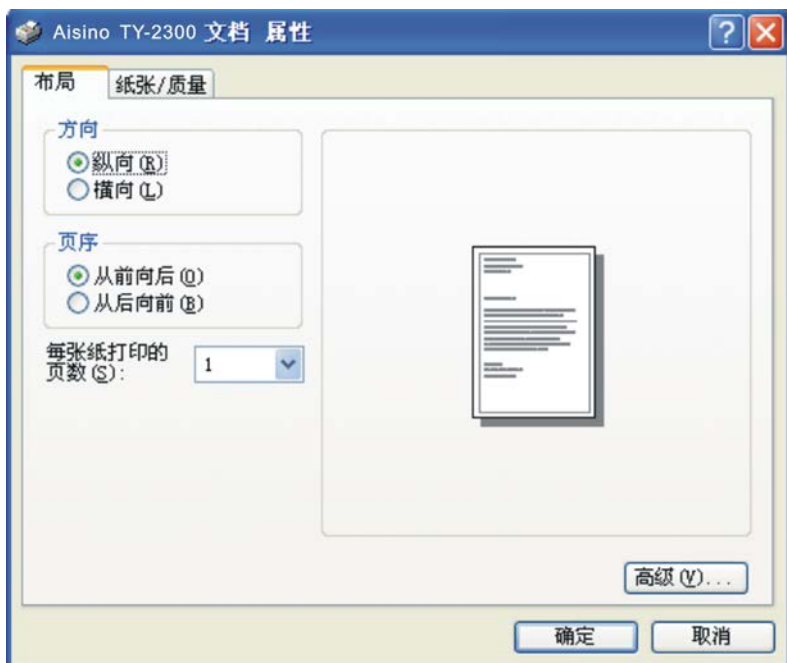 Aisino TY-2300 文档 属性
布局
纸张/质量
方向
纵向(R)
横向(L)
页序
从前向后(O)
从后向前(B)
每张纸打印的
页数(S):
1
高级(V)...
确定
取消